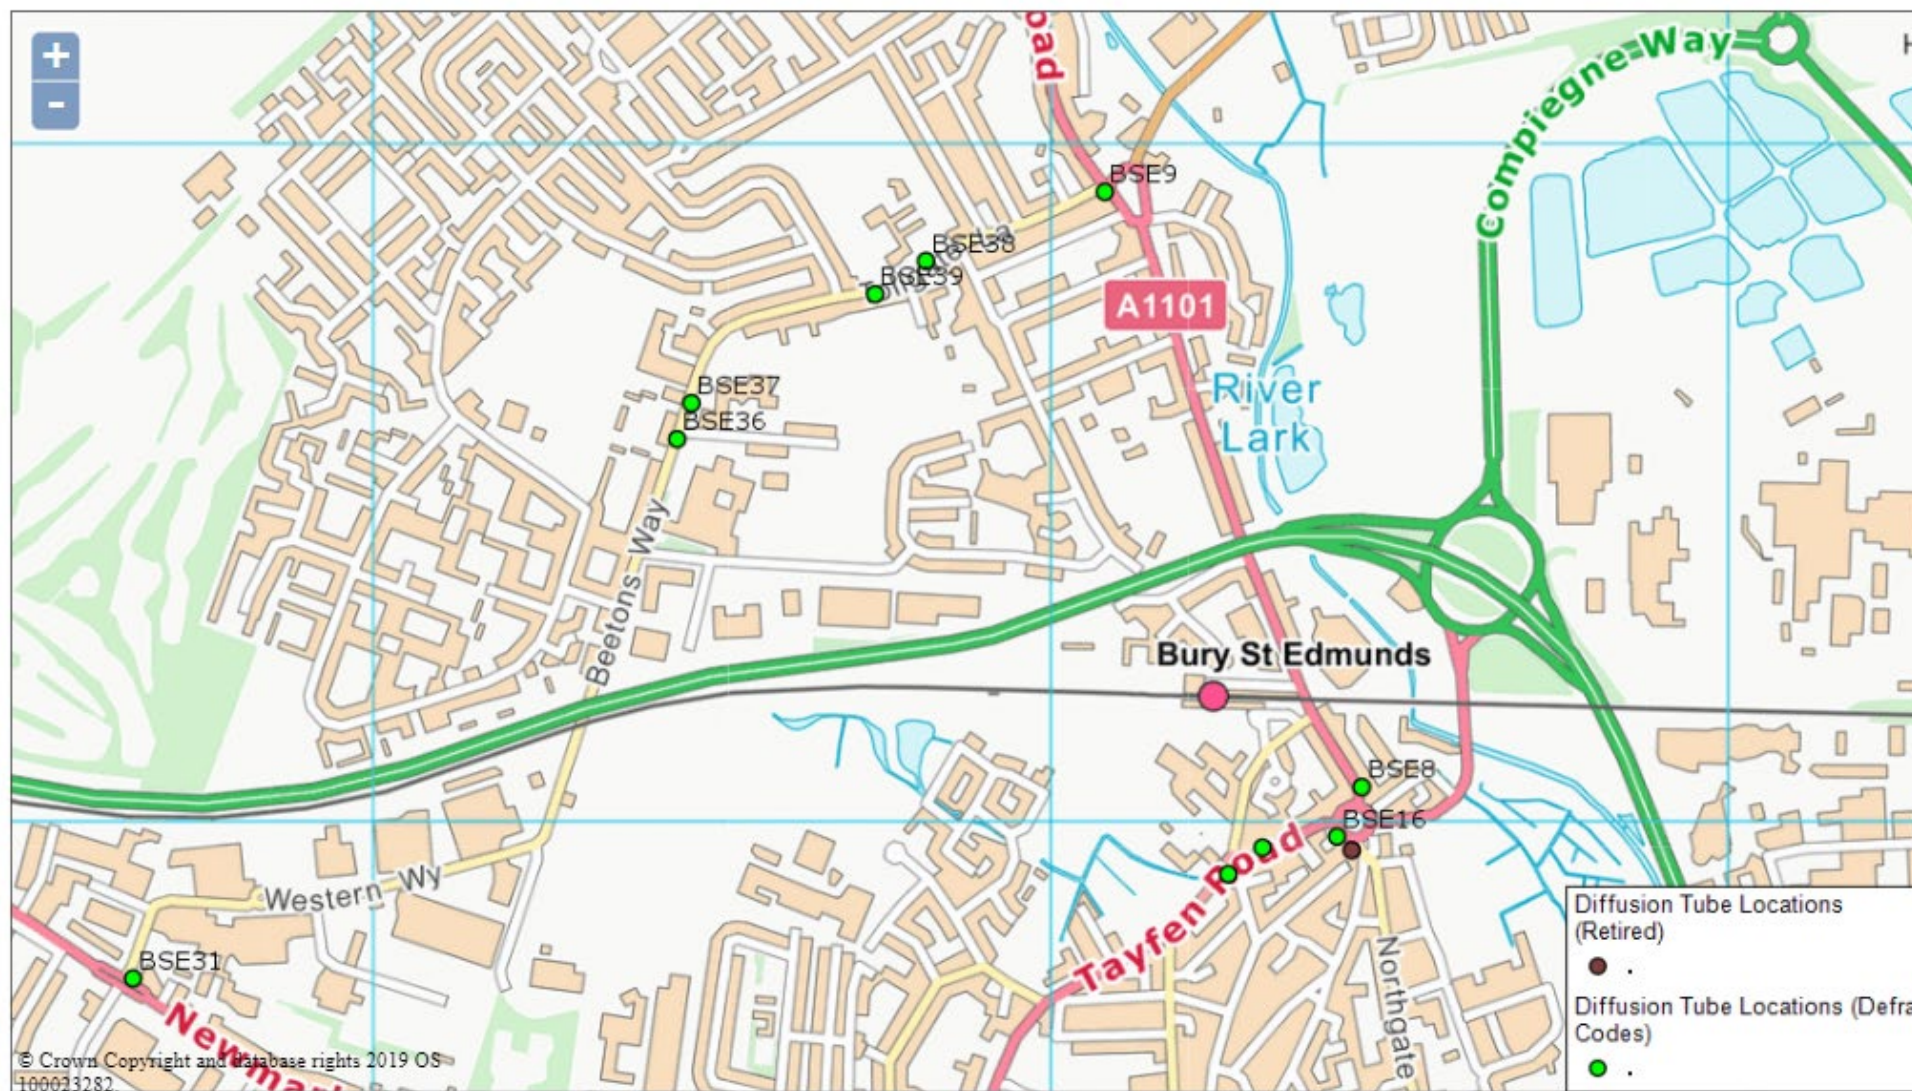 +
-
oad
Compiegne Way
H
BSE9
BSE38
BSE39
A1101
River
Lark
BSE37
BSE36
Beetons Way
Bury St Edmunds
BSE8
BSE16
Tayfen Road
Western Wy
BSE31
Northgate
Newmark
Diffusion Tube Locations
(Retired)
.
Diffusion Tube Locations (Defra
Codes)
.
© Crown Copyright and database rights 2019 OS
100023282.